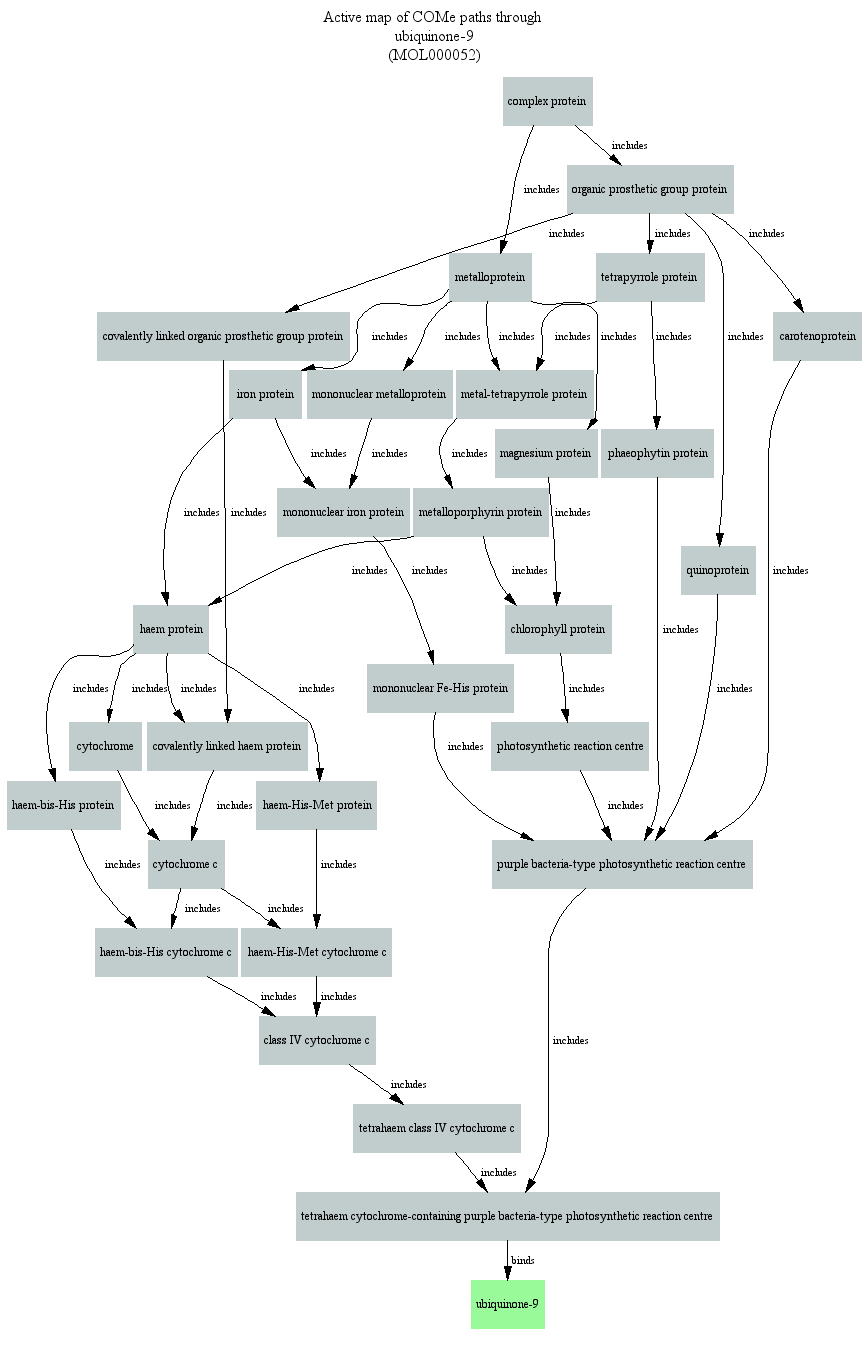 Active map of COMe paths through
ubiquinone-9
(MOL000052)
complex protein
includes
organic prosthetic group protein
includes
includes
includes
includes
metalloprotein
tetrapyrrole protein
covalently linked organic prosthetic group protein
includes
includes
includes
includes
includes
includes
includes
carotenoprotein
iron protein
mononuclear metalloprotein
metal-tetrapyrrole protein
includes
includes
includes
magnesium protein
phaeophytin protein
includes
includes
mononuclear iron protein
metalloporphyrin protein
includes
includes
includes
includes
quinoprotein
includes
haem protein
chlorophyll protein
includes
includes
includes
includes
includes
mononuclear Fe-His protein
includes
includes
cytochrome
covalently linked haem protein
includes
photosynthetic reaction centre
haem-bis-His protein
includes
includes
haem-His-Met protein
includes
includes
cytochrome c
includes
purple bacteria-type photosynthetic reaction centre
includes
includes
haem-bis-His cytochrome c
haem-His-Met cytochrome c
includes
includes
class IV cytochrome c
includes
includes
tetrahaem class IV cytochrome c
includes
tetrahaem cytochrome-containing purple bacteria-type photosynthetic reaction centre
binds
ubiquinone-9